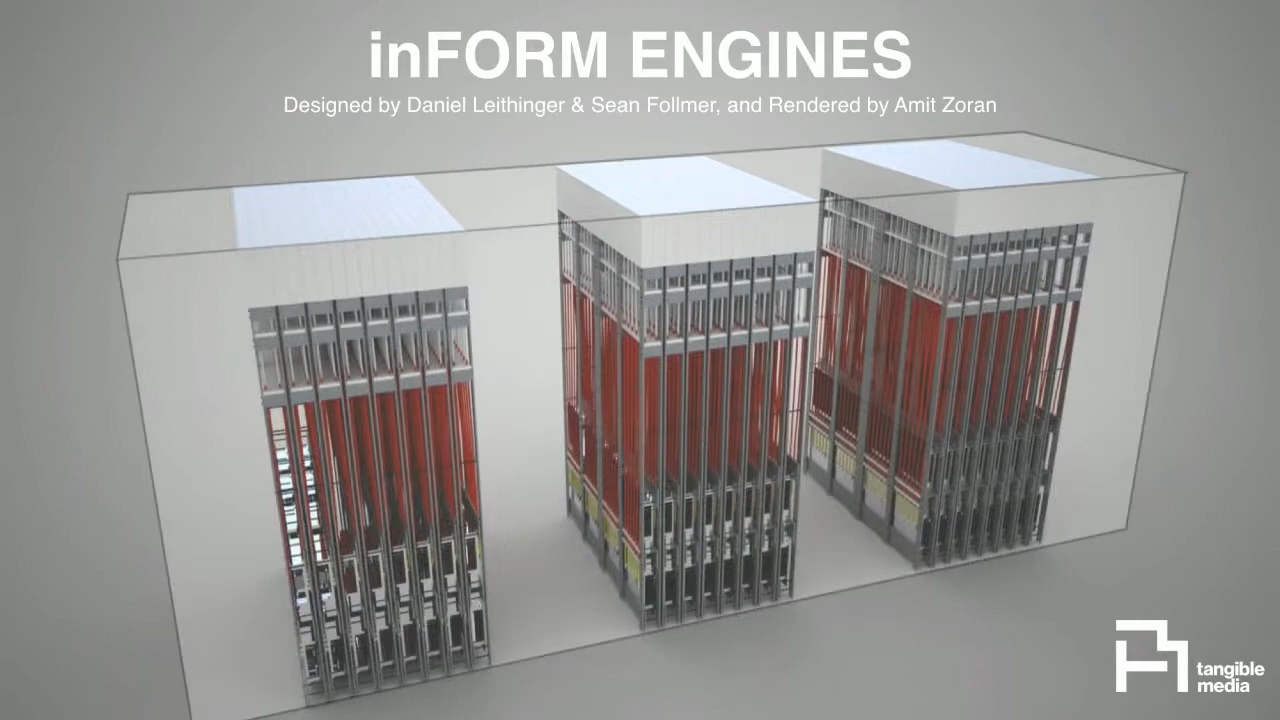 inFORM ENGINES
Designed by Daniel Leithinger & Sean Follmer, and Rendered by Amit Zoran
tangible
media